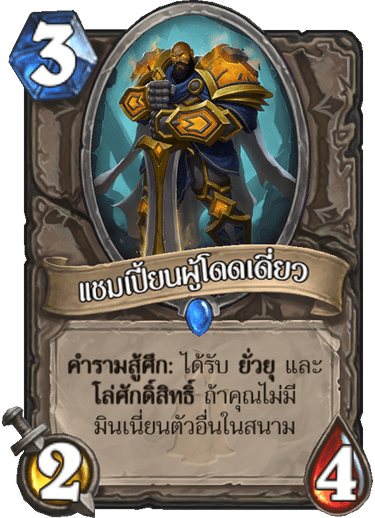 3
แชมเปี้ยนผู้โดดเดี่ยว
คำรามสู้ศึก: ได้รับ ยั่วยุ และ
โล่ศักดิ์สิทธิ์ ถ้าคุณไม่มี
มินเนี่ยนตัวอื่นในสนาม
2
4